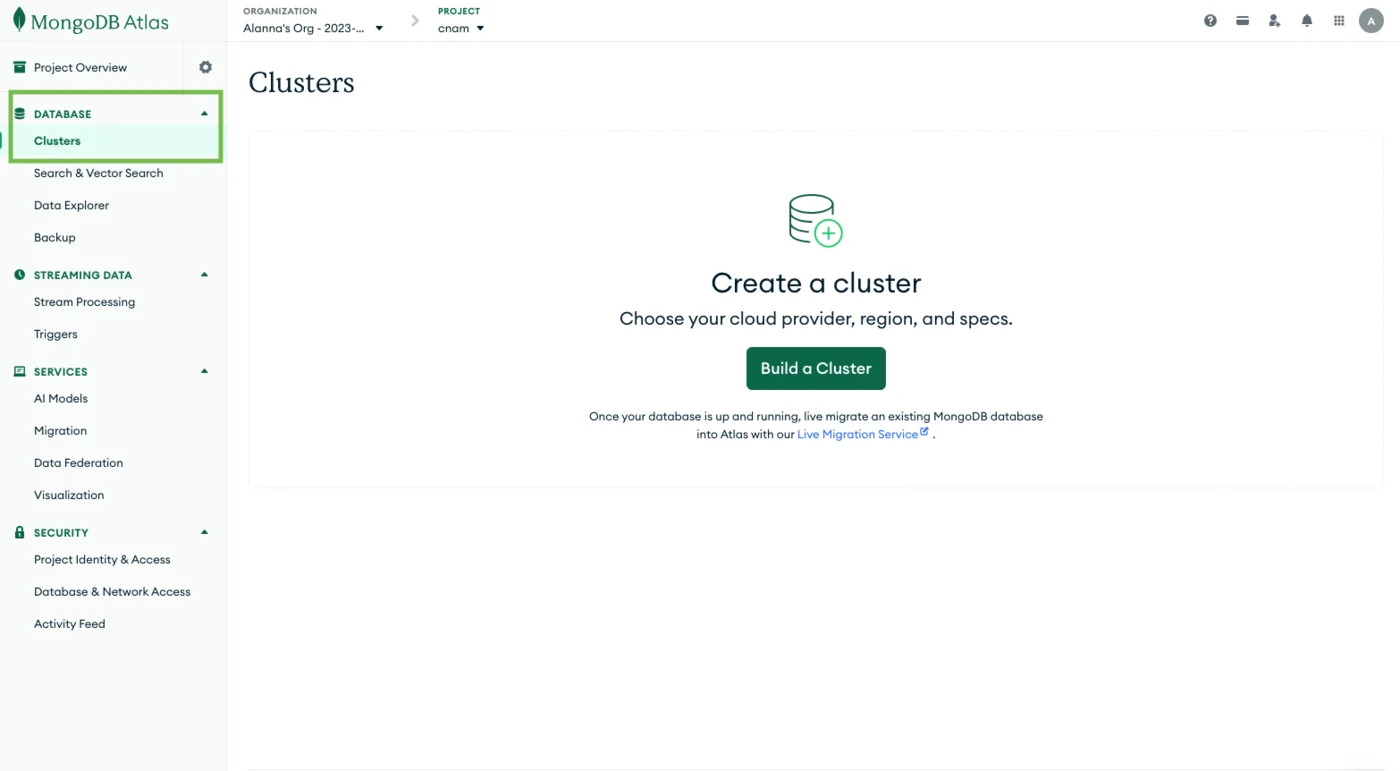 MongoDB Atlas
ORGANIZATION
Alanna's Org - 2023-...
PROJECT
cnam
A
Project Overview
DATABASE
Clusters
Search & Vector Search
Data Explorer
Backup
STREAMING DATA
Stream Processing
Triggers
SERVICES
AI Models
Migration
Data Federation
Visualization
SECURITY
Project Identity & Access
Database & Network Access
Activity Feed
Clusters
Create a cluster
Choose your cloud provider, region, and specs.
Build a Cluster
Once your database is up and running, live migrate an existing MongoDB database
into Atlas with our Live Migration Service .